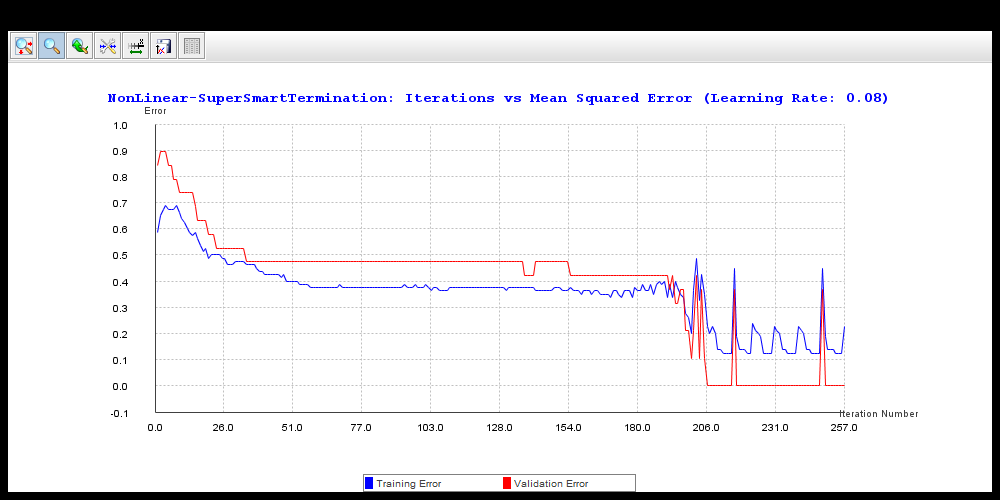 NonLinear-SuperSmartTermination: Iterations vs Mean Squared Error (Learning Rate: 0.08)
Error
1.0
0.9
0.8
0.7
0.6
0.5
0.4
0.3
0.2
0.1
0.0
-0.1
Iteration Number
0.0 26.0 51.0 77.0 103.0 128.0 154.0 180.0 206.0 231.0 257.0
Training Error Validation Error